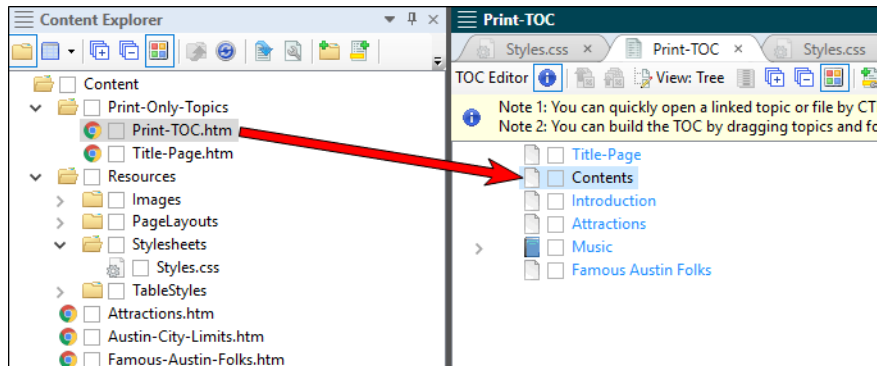 Content Explorer
Content
Print-Only-Topics
Print-TOC.htm
Title-Page.htm
Resources
Images
PageLayouts
Stylesheets
Styles.css
TableStyles
Attractions.htm
Austin-City-Limits.htm
Famous-Austin-Folks.htm
Print-TOC
Styles.css × Print-TOC × Styles.css
TOC Editor View: Tree
Note 1: You can quickly open a linked topic or file by CT
Note 2: You can build the TOC by dragging topics and fo
Title-Page
Contents
Introduction
Attractions
Music
Famous Austin Folks